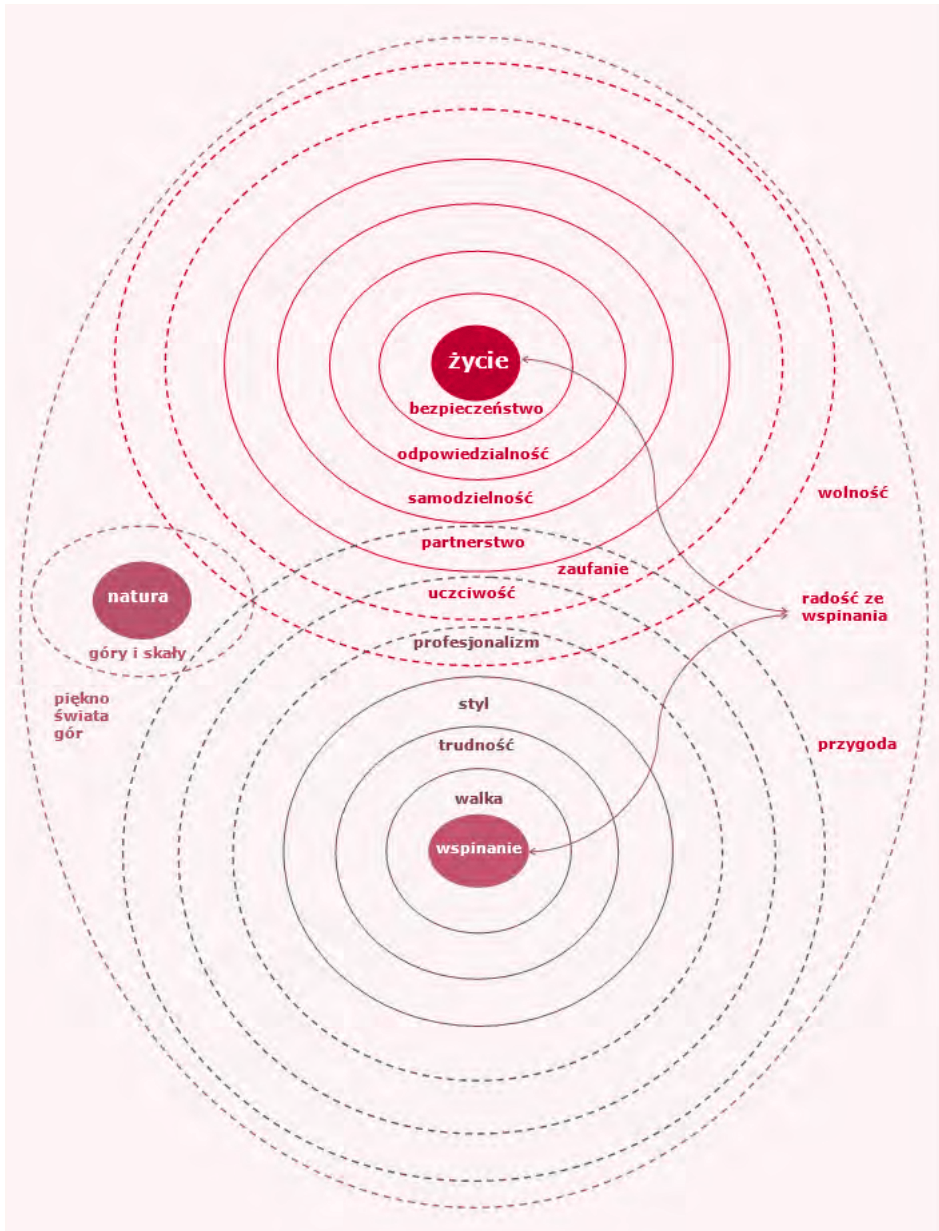 życie
bezpieczeństwo
odpowiedzialność
samodzielność
wolność
partnerstwo
zaufanie
uczciwość
natura
radość ze
wspinania
góry i skały
profesjonalizm
piękno
świata
gór
styl
trudność
przygoda
walka
wspinanie